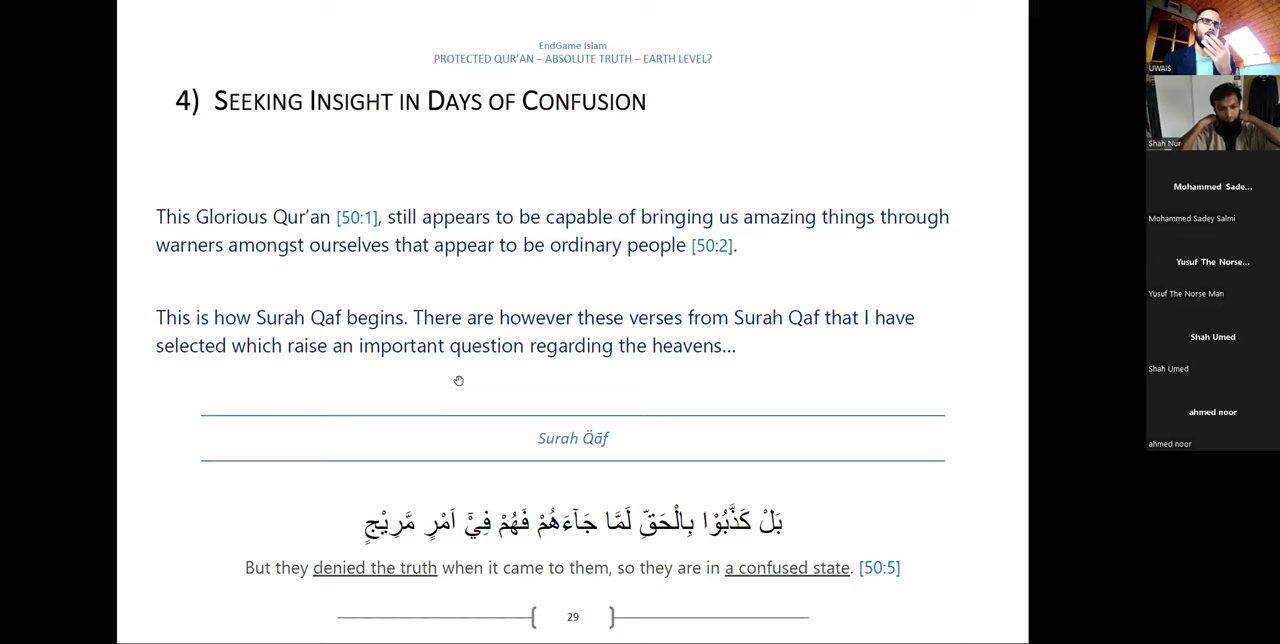 EndGame Islam
PROTECTED QUR’AN – ABSOLUTE TRUTH – EARTH LEVEL?
4) SEEKING INSIGHT IN DAYS OF CONFUSION
This Glorious Qur’an [50:1], still appears to be capable of bringing us amazing things through
warners amongst ourselves that appear to be ordinary people [50:2].
This is how Surah Qaf begins. There are however these verses from Surah Qaf that I have
selected which raise an important question regarding the heavens…
Surah Q̈āf
بَلْ كَذَّبُوْا بِالْحَقِّ لَمَّا جَآءَهُمْ فَهُمْ فِيْٓ اَمْرٍ مَّرِيْجٍ
But they denied the truth when it came to them, so they are in a confused state. [50:5]
29
UWAIS
Shah Nur
Mohammed Sade...
Mohammed Sadey Salmi
Yusuf The Norse...
Yusuf The Norse Man
Shah Umed
Shah Umed
ahmed noor
ahmed noor